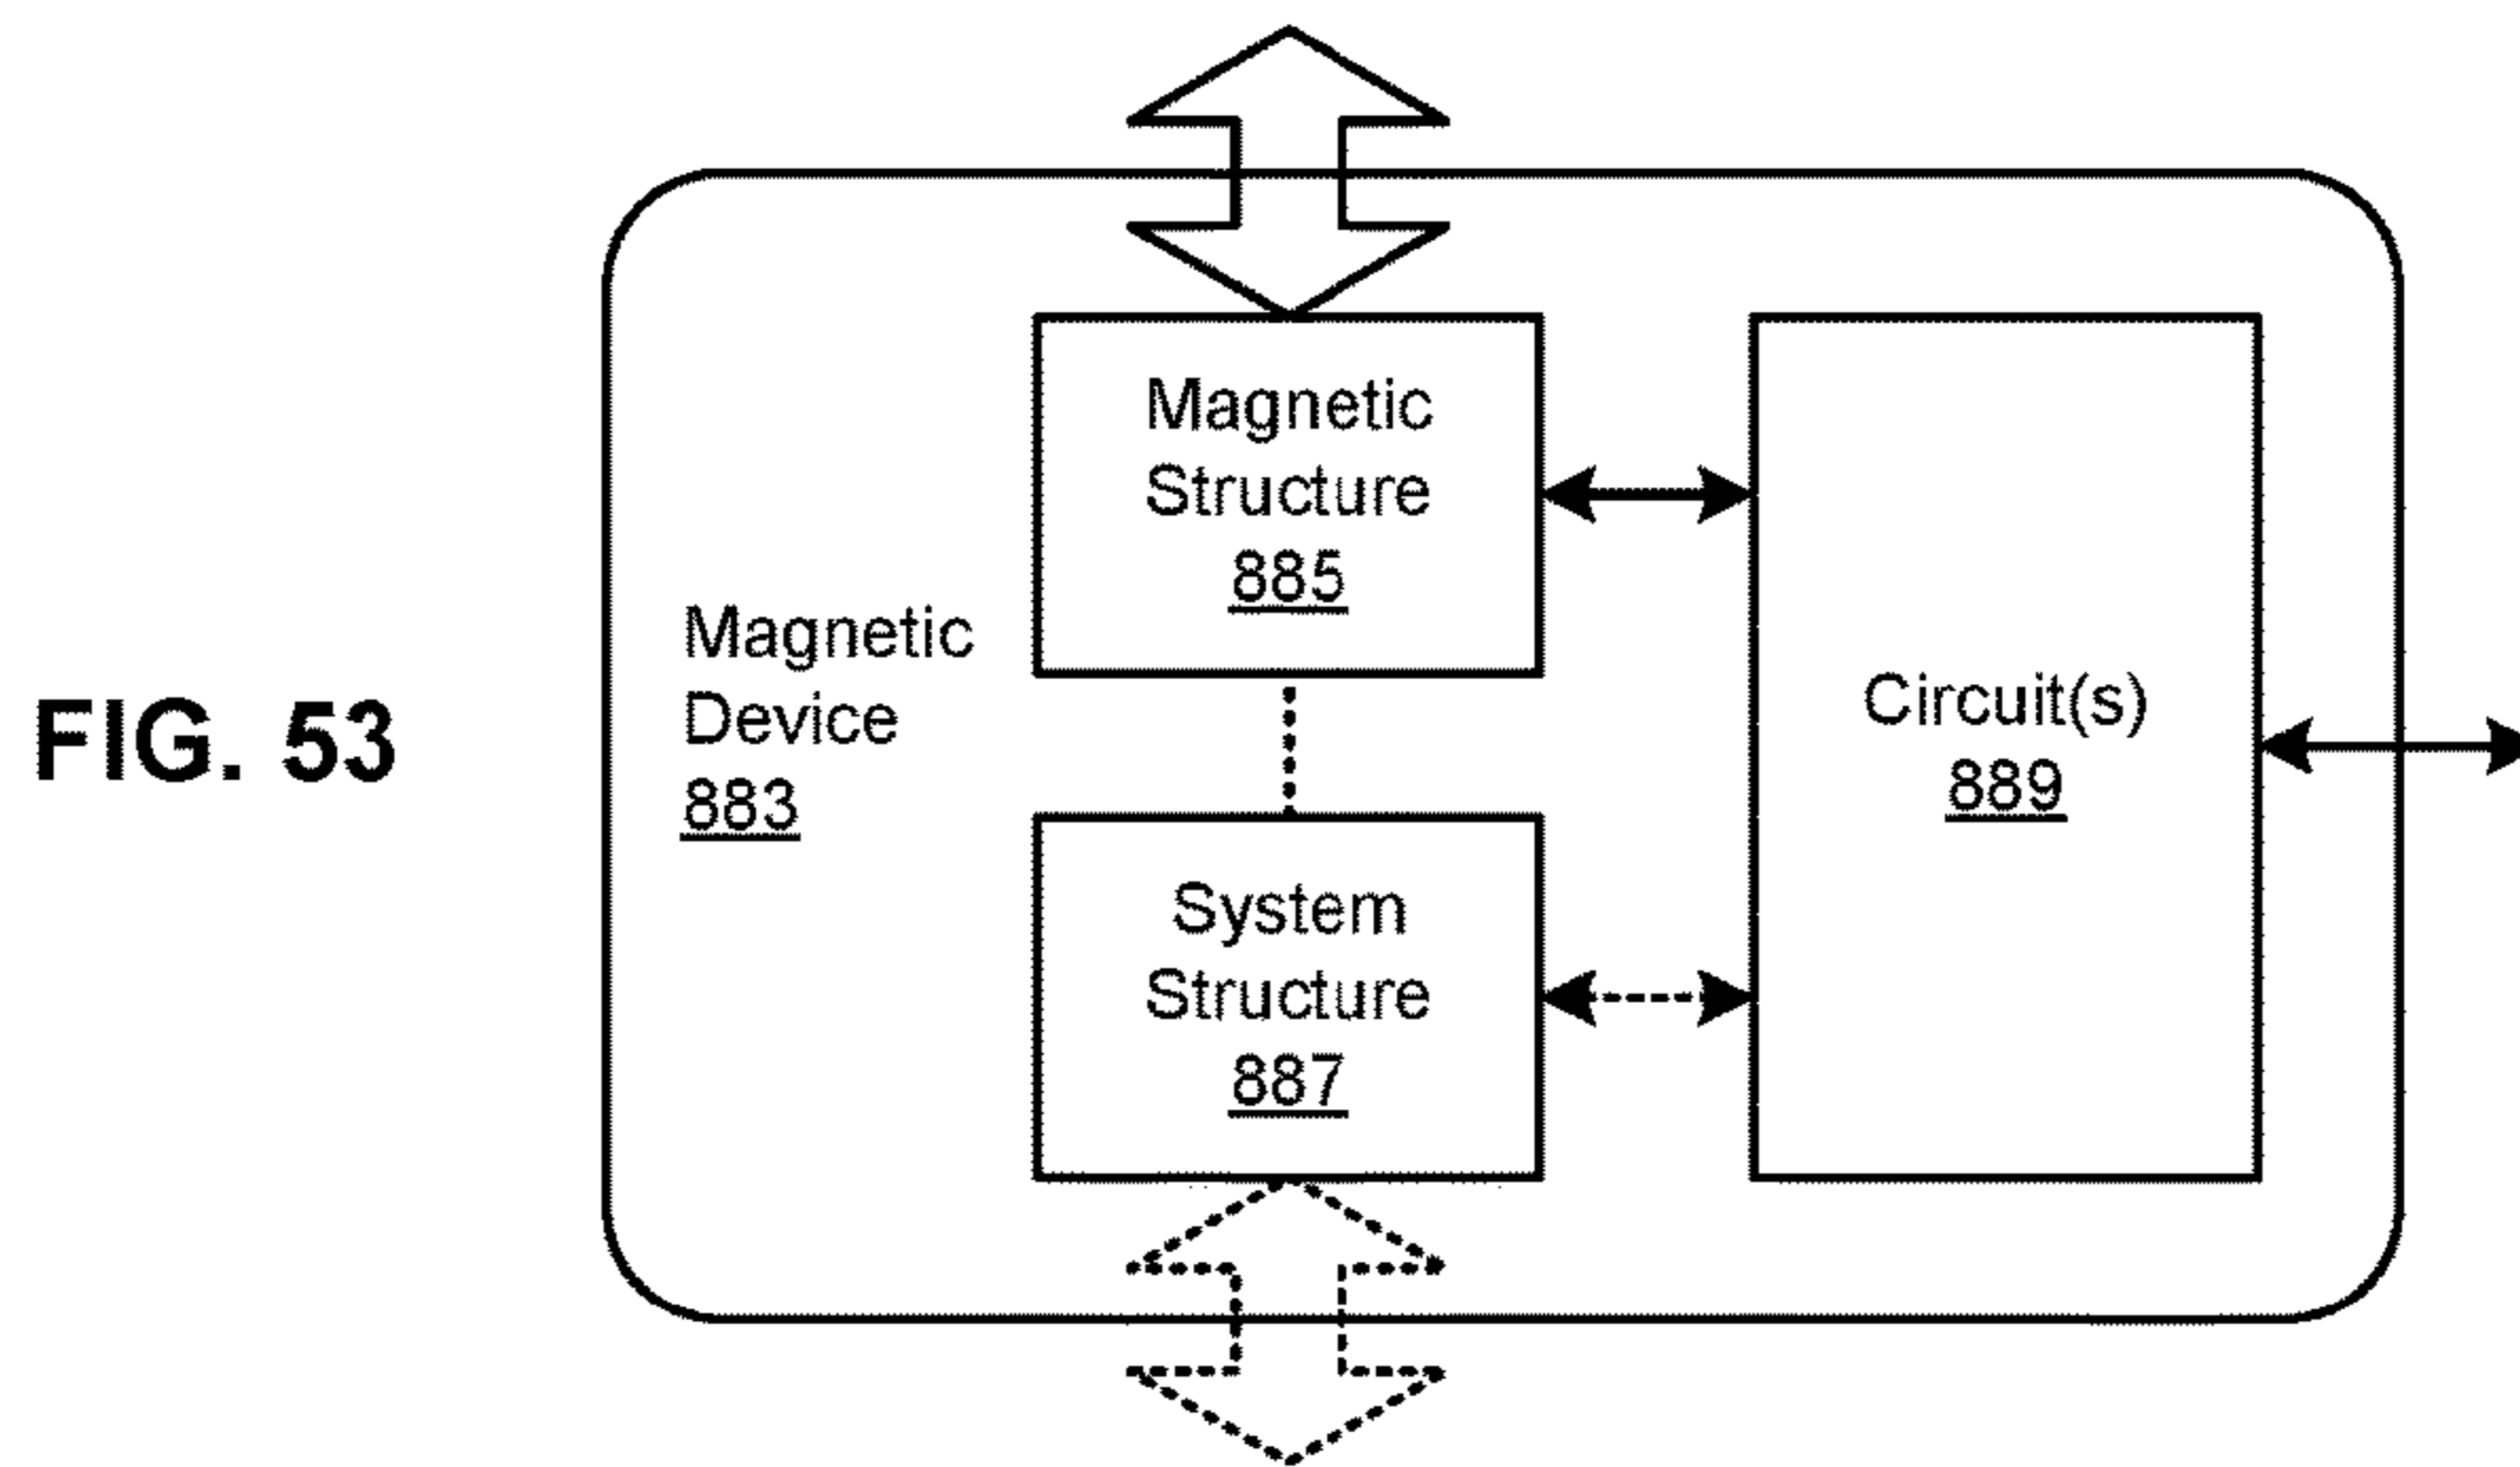 FIG. 53
Magnetic
Device
883
Magnetic
Structure
885
System
Structure
887
Circuit(s)
889